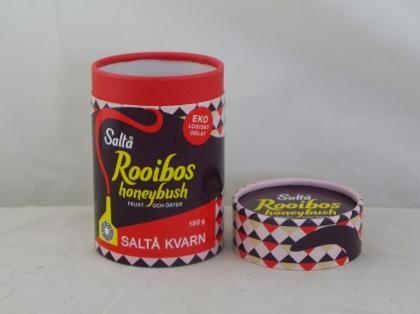 EKO
LOGISKT
ODLAT
Saltå
Rooibos
honeybush
FRUKT OCH ÖRTER
150 g
SALTÅ KVARN
Saltå
Rooibos
honeybush